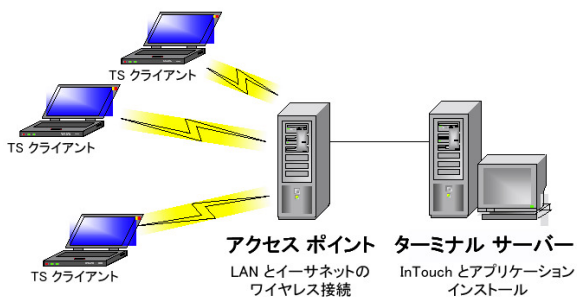 TS クライアント
TS クライアント
TS クライアント
アクセス ポイント
LAN とイーサネットの
ワイヤレス接続
ターミナル サーバー
InTouch とアプリケーション
インストール